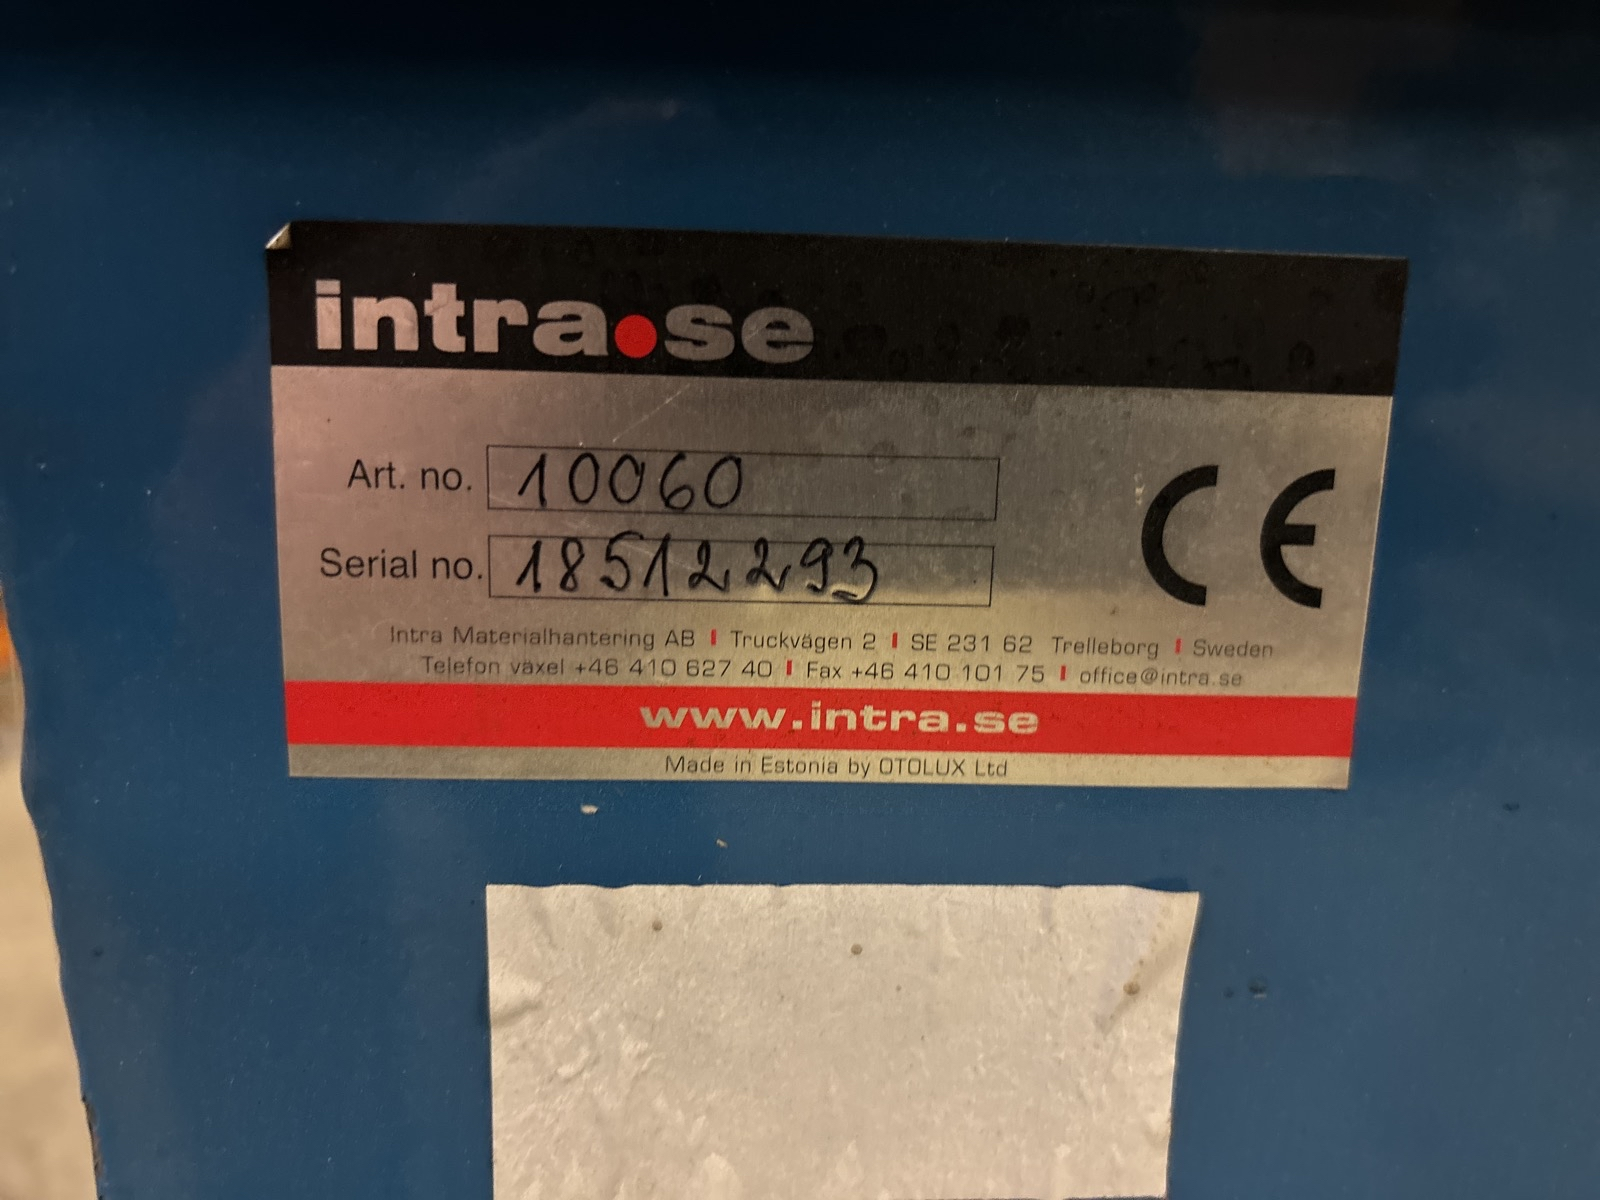 intra.se
Art. no. 10060
Serial no. 18512293
Intra Materialhantering AB | Truckvägen 2 | SE 231 62 Trelleborg | Sweden
Telefon växel +46 410 627 40 | Fax +46 410 101 75 | office@intra.se
www.intra.se
Made in Estonia by OTOLUX Ltd
CE